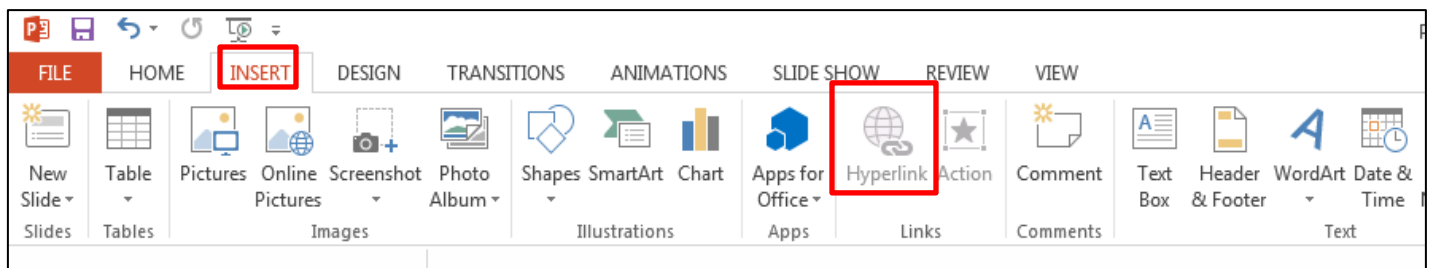 FILE HOME INSERT DESIGN TRANSITIONS ANIMATIONS SLIDE SHOW REVIEW VIEW
New Table Pictures Online Screenshot Photo Shapes SmartArt Chart Apps for Hyperlink Action Comment Text Header WordArt Date &
Slide Pictures Album Office Box & Footer Time
Slides Tables Images Illustrations Apps Links Comments Text